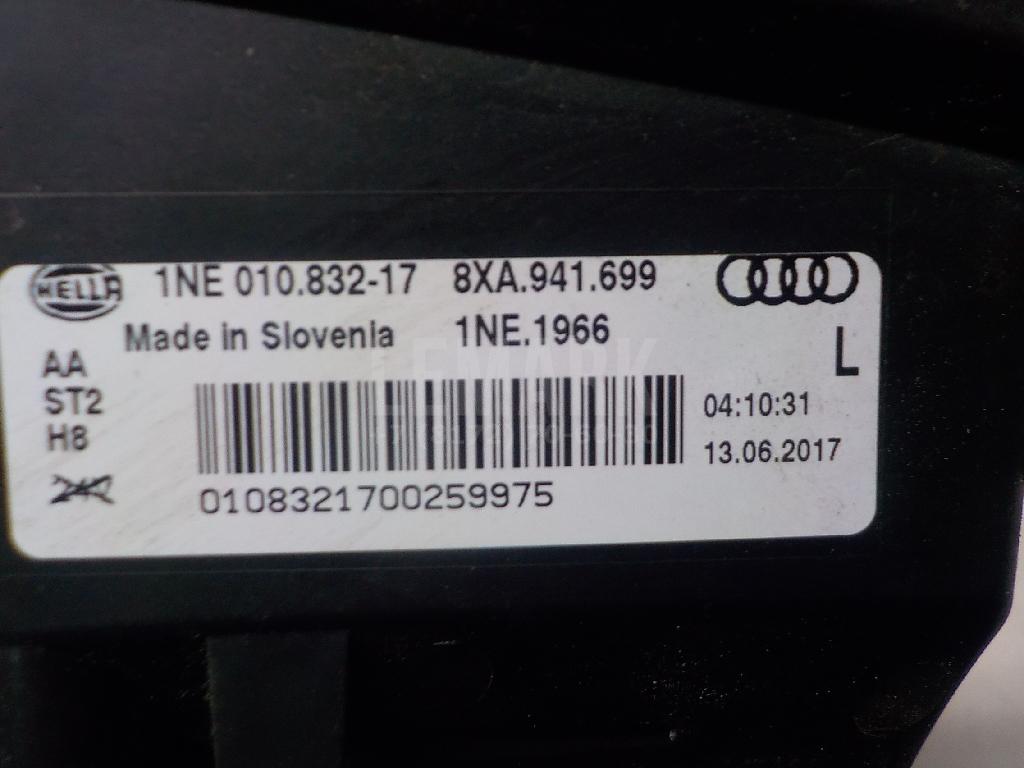 HELLA 1NE 010.832-17 8XA.941.699
Made in Slovenia 1NE.1966
L
AA
ST2
H8
LEMARK
04:10:31
13.06.2017
0108321700259975